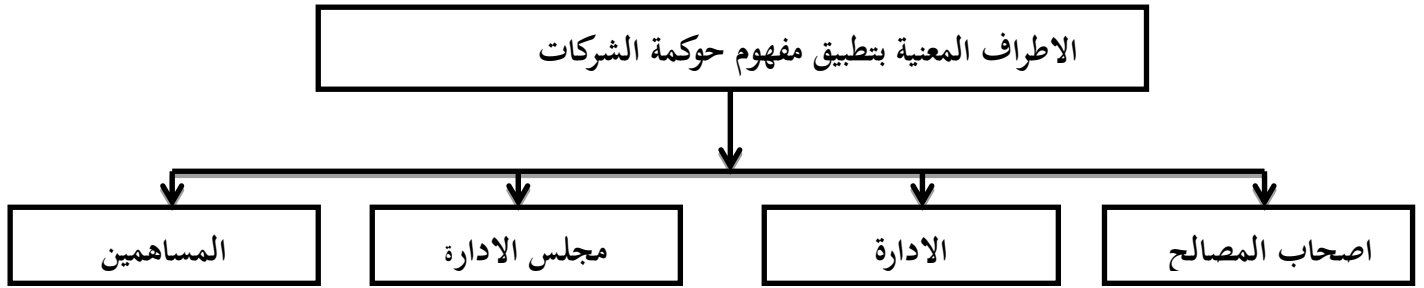 الاطراف المعنية بتطبيق مفهوم حوكمة الشركات
اصحاب المصالح
الادارة
مجلس الادارة
المساهمين